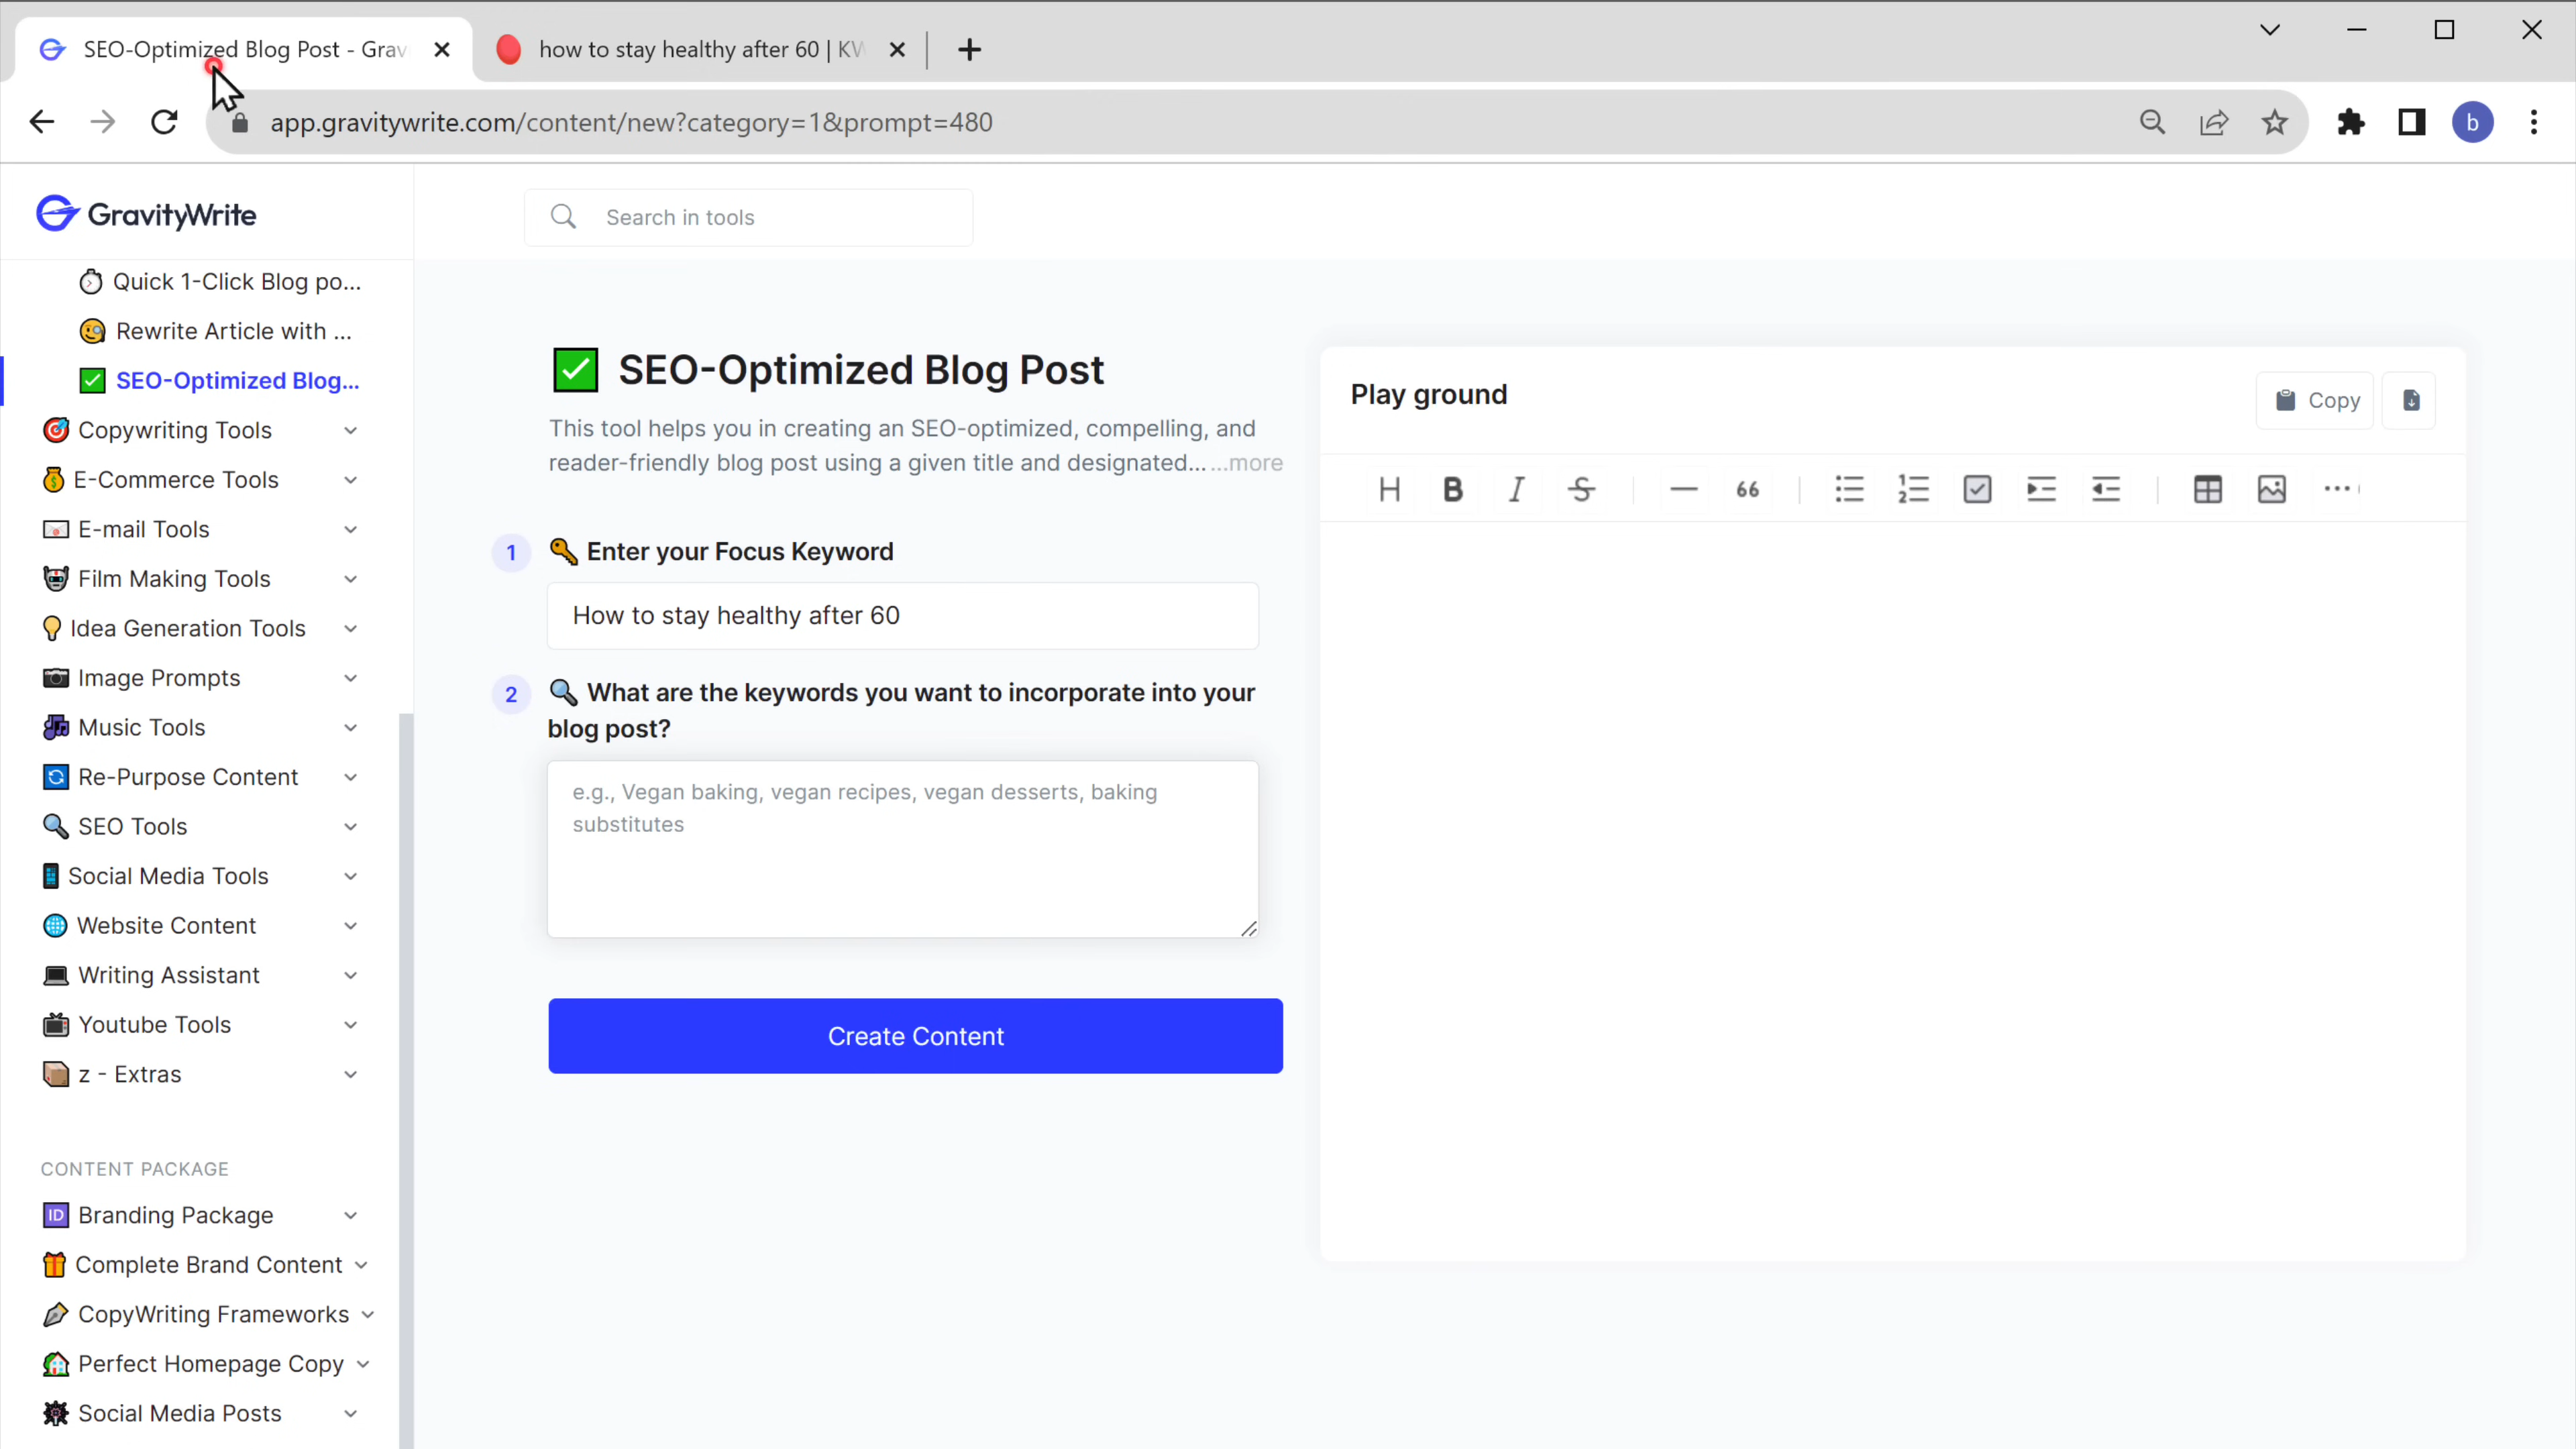 SEO-Optimized Blog Post - Grav
how to stay healthy after 60 | KW
app.gravitywrite.com/content/new?category=1&prompt=480
b
GravityWrite
Search in tools
Quick 1-Click Blog po...
Rewrite Article with ...
SEO-Optimized Blog...
Copywriting Tools
E-Commerce Tools
E-mail Tools
Film Making Tools
Idea Generation Tools
Image Prompts
Music Tools
Re-Purpose Content
SEO Tools
Social Media Tools
Website Content
Writing Assistant
Youtube Tools
z - Extras
CONTENT PACKAGE
Branding Package
Complete Brand Content
CopyWriting Frameworks
Perfect Homepage Copy
Social Media Posts
SEO-Optimized Blog Post
This tool helps you in creating an SEO-optimized, compelling, and
reader-friendly blog post using a given title and designated... ...more
1 Enter your Focus Keyword
How to stay healthy after 60
2 What are the keywords you want to incorporate into your
blog post?
e.g., Vegan baking, vegan recipes, vegan desserts, baking
substitutes
Create Content
Play ground
Copy